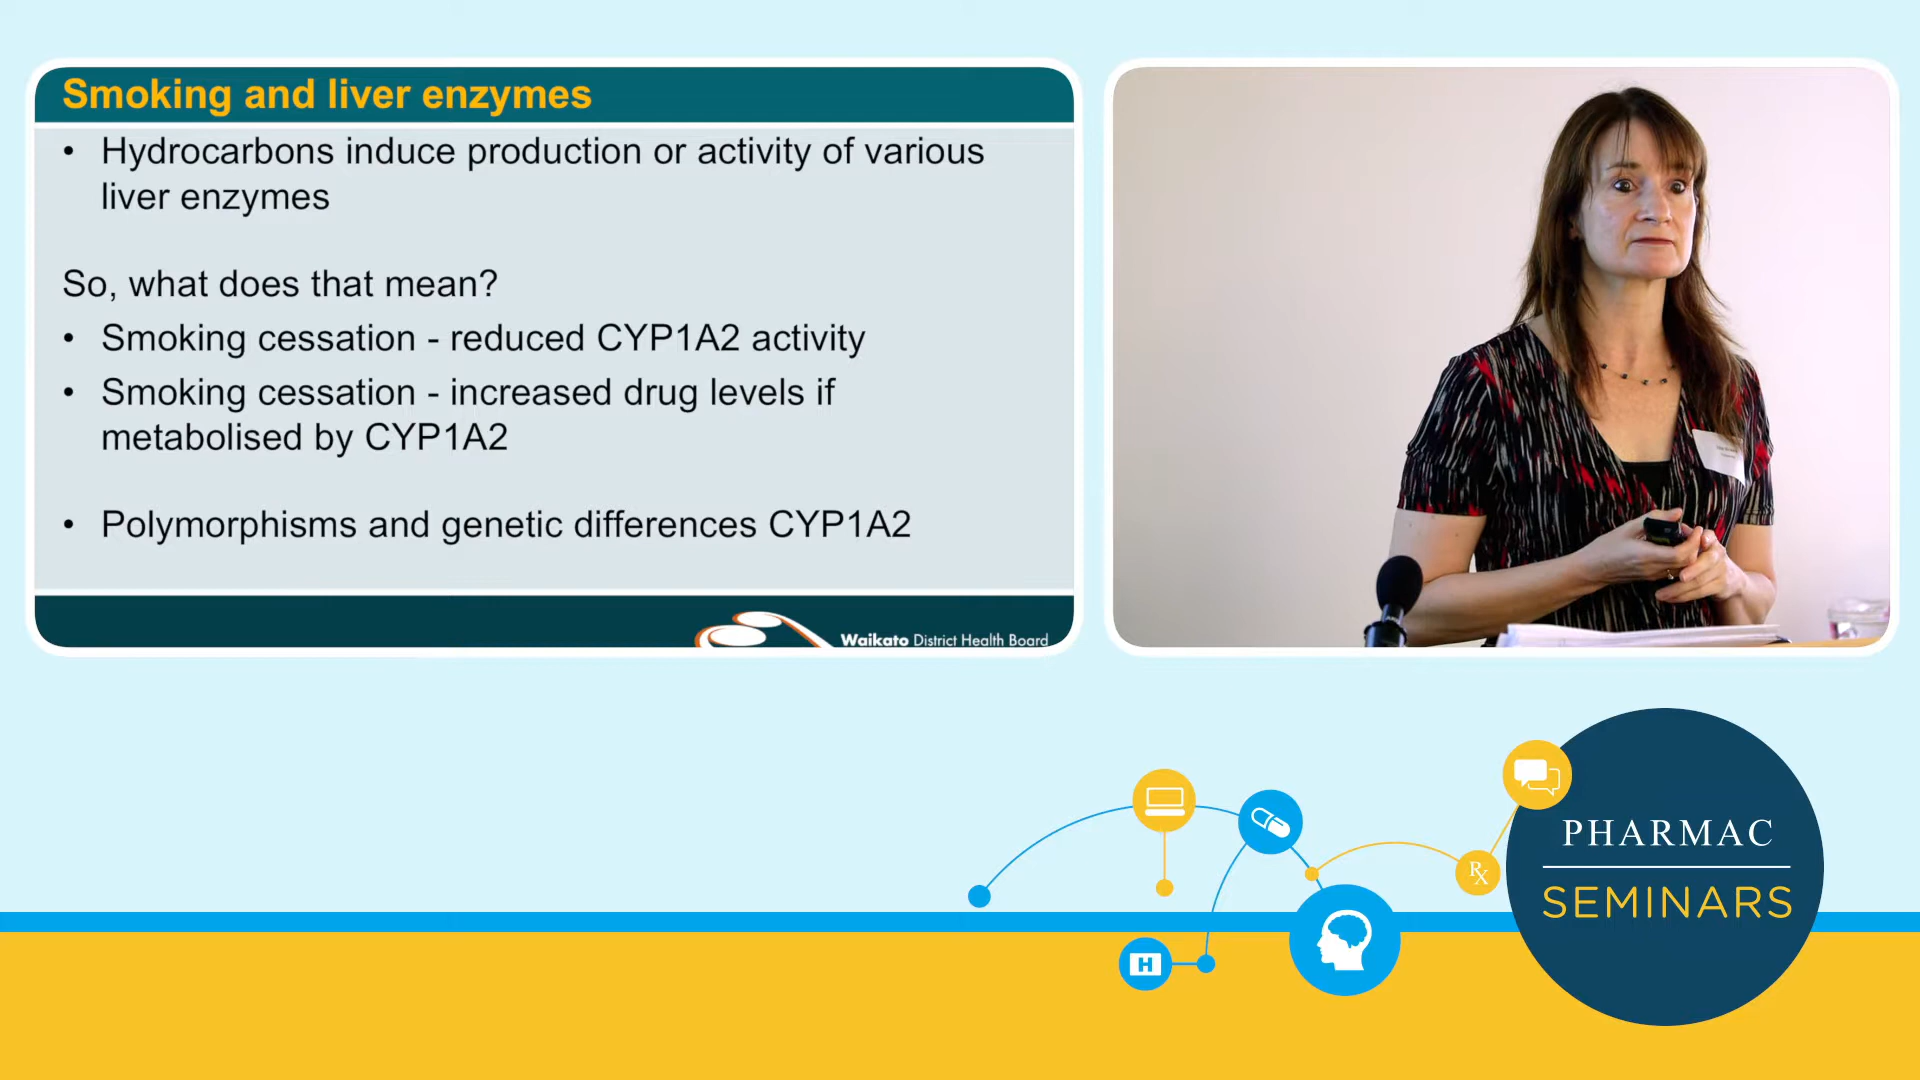 Smoking and liver enzymes
• Hydrocarbons induce production or activity of various
liver enzymes
So, what does that mean?
• Smoking cessation - reduced CYP1A2 activity
• Smoking cessation - increased drug levels if
metabolised by CYP1A2
• Polymorphisms and genetic differences CYP1A2
Waikato District Health Board
H
Rx
PHARMAC
SEMINARS